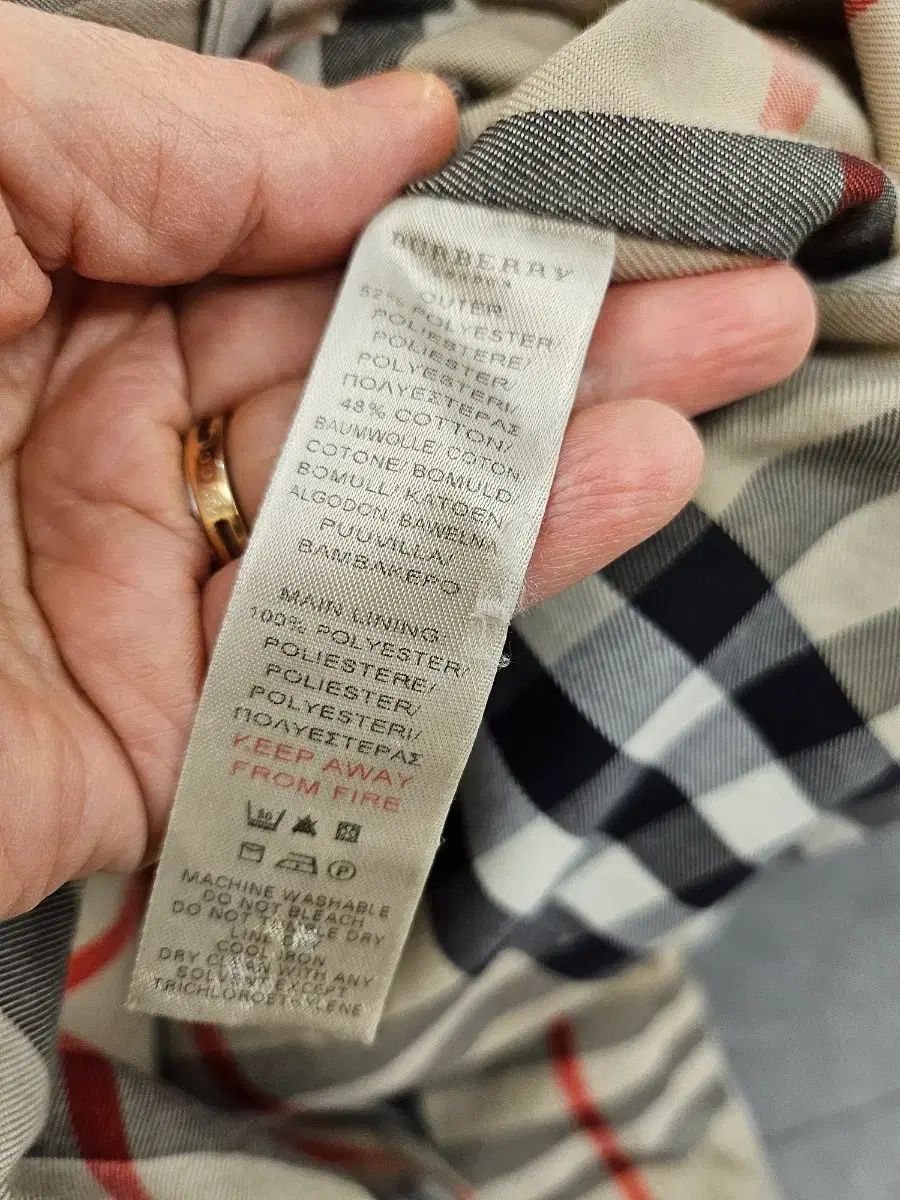 BURBERRY
OUTER
52% POLYESTER/
POLIESTERE/
POLIESTER/
POLYESTERI/
ΠΟΛΥΕΣΤΕΡΑΣ
48% COTTON/
BAUMWOLLE/COTON
COTONE/BOMULD
BOMULL/KATOEN/
ALGODON/BAWELNA
PUUVILLA/
ΒΑΜΒΑΚΕΡΟ
MAIN LINING
100% POLYESTER/
POLIESTERE/
POLIESTER/
POLYESTERI/
ΠΟΛΥΕΣΤΕΡΑΣ
KEEP AWAY
FROM FIRE
MACHINE WASHABLE
DO NOT BLEACH
DO NOT TUMBLE DRY
LINE
COOL IRON
DRY CLEAN WITH ANY
SOLVENT EXCEPT
TRICHLOROETHYLENE